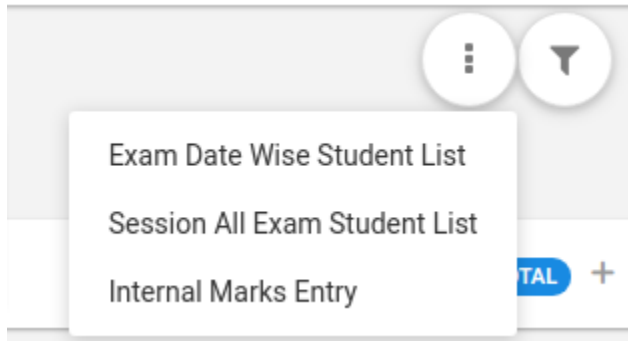 Exam Date Wise Student List
Session All Exam Student List
Internal Marks Entry